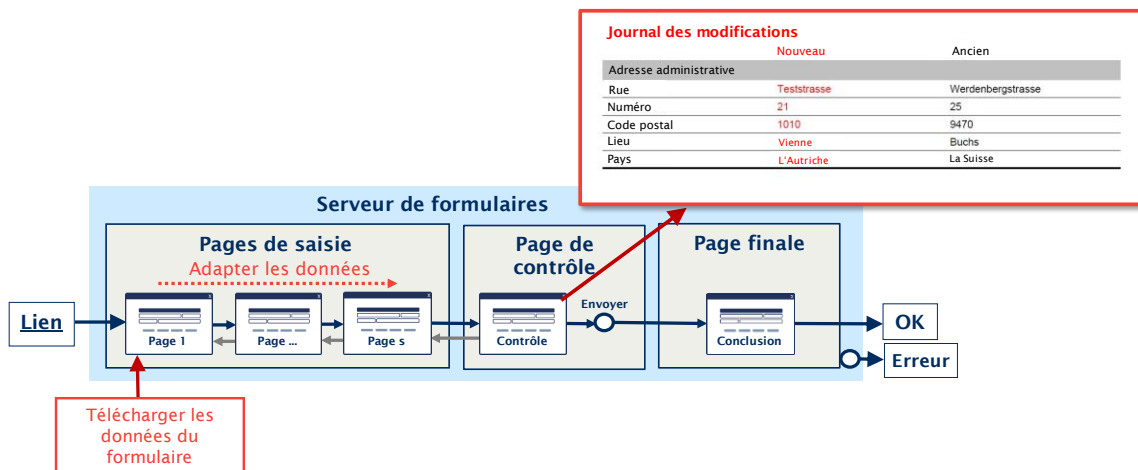 Journal des modifications
Nouveau Ancien
Adresse administrative
Rue Teststrasse Werdenbergstrasse
Numéro 21 25
Code postal 1010 9470
Lieu Vienne Buchs
Pays L'Autriche La Suisse
Serveur de formulaires
Pages de saisie
Adapter les données
Page de
contrôle
Page finale
Lien
Page 1
Page ...
Page s
Contrôle
Envoyer
Conclusion
OK
Erreur
Télécharger les
données du
formulaire